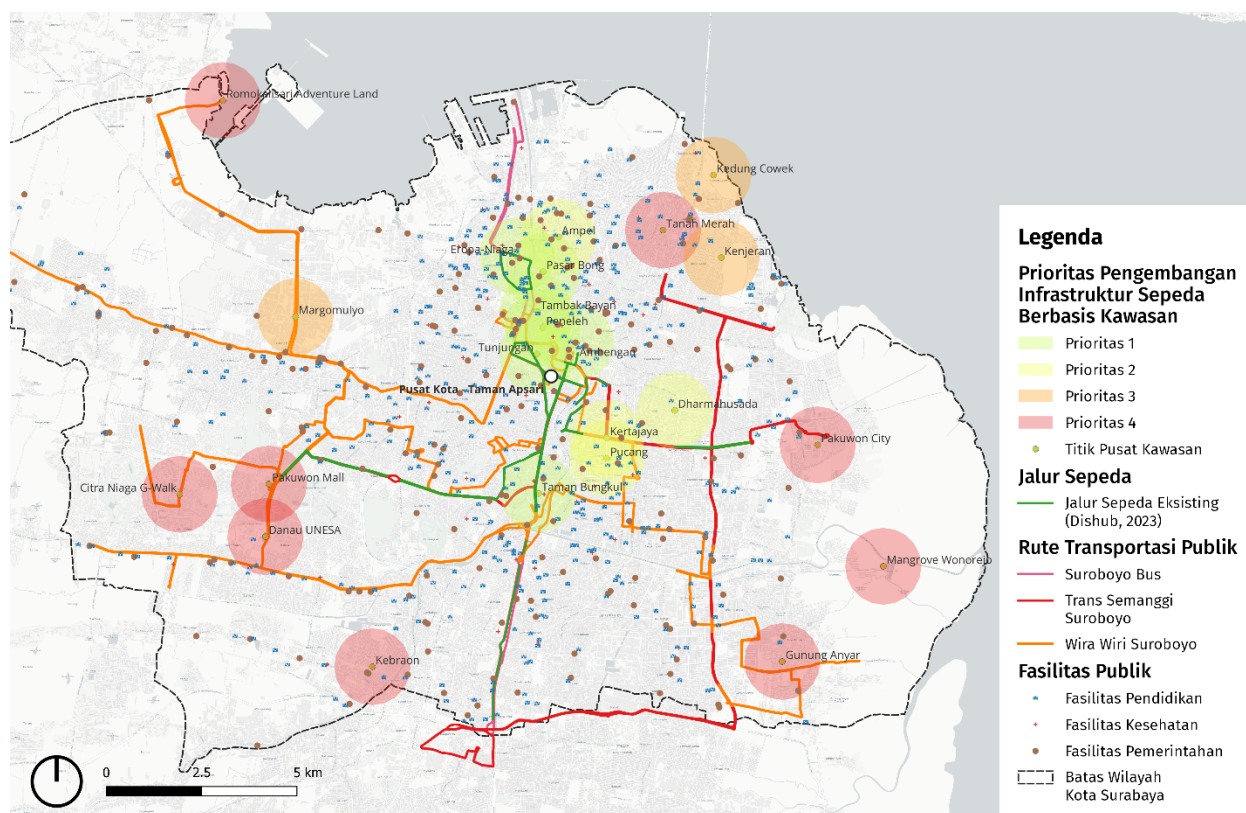 Romokalisari Adventure Land
Kedung Cowek
Tanah Merah
Ampel
Eropa-Niaga
Kenjeran
Pasar Bong
Margomulyo
Tambak Bayan
Peneleh
Tunjungan
Ambengan
Pusat Kota - Taman Apsari
Dharmahusada
Kertajaya
Pakuwon City
Pucang
Pakuwon Mall
Citra Niaga G-Walk
Taman Bungkul
Danau UNESA
Mangrove Wonorejo
Gunung Anyar
Kebraon
0 2.5 5 km
Legenda
Prioritas Pengembangan
Infrastruktur Sepeda
Berbasis Kawasan
Prioritas 1
Prioritas 2
Prioritas 3
Prioritas 4
Titik Pusat Kawasan
Jalur Sepeda
Jalur Sepeda Eksisting
(Dishub, 2023)
Rute Transportasi Publik
Suroboyo Bus
Trans Semanggi
Suroboyo
Wira Wiri Suroboyo
Fasilitas Publik
Fasilitas Pendidikan
Fasilitas Kesehatan
Fasilitas Pemerintahan
Batas Wilayah
Kota Surabaya